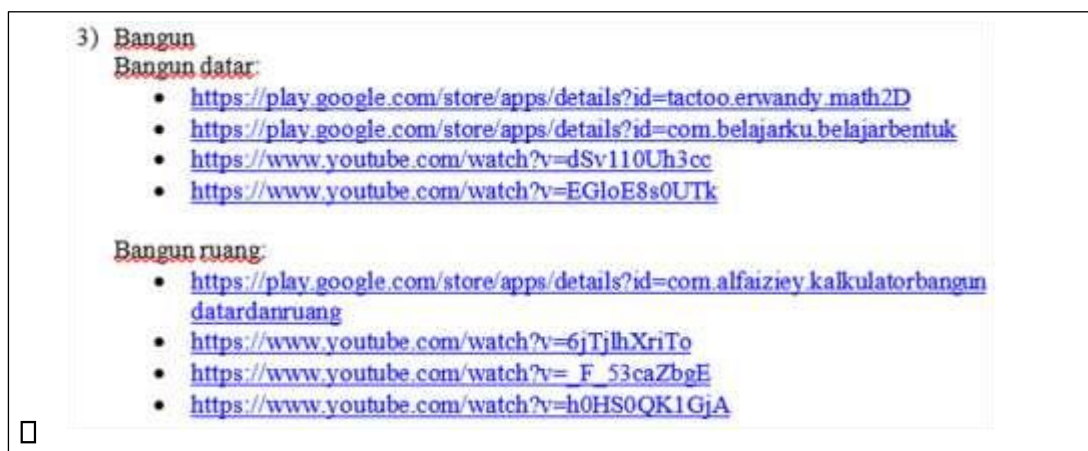 3) Bangun
Bangun datar:
• https://play.google.com/store/apps/details?id=tactoo.erwandy.math2D
• https://play.google.com/store/apps/details?id=com.belajarku.belajarbentuk
• https://www.youtube.com/watch?v=dSv110Uh3cc
• https://www.youtube.com/watch?v=EGloE8s0UTk
Bangun ruang:
• https://play.google.com/store/apps/details?id=com.alfaiziey.kalkulatorbangun
datardanruang
• https://www.youtube.com/watch?v=6jTjlhXriTo
• https://www.youtube.com/watch?v=_F_53caZbgE
• https://www.youtube.com/watch?v=h0HS0QK1GjA